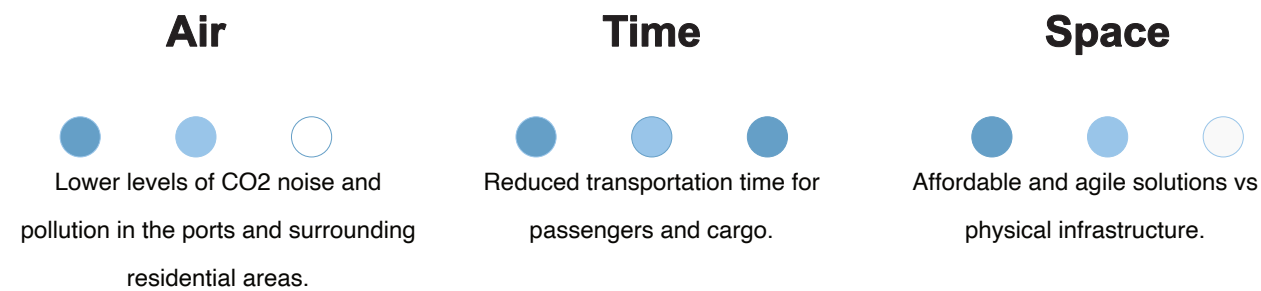 Air
Lower levels of CO2 noise and
pollution in the ports and surrounding
residential areas.
Time
Reduced transportation time for
passengers and cargo.
Space
Affordable and agile solutions vs
physical infrastructure.